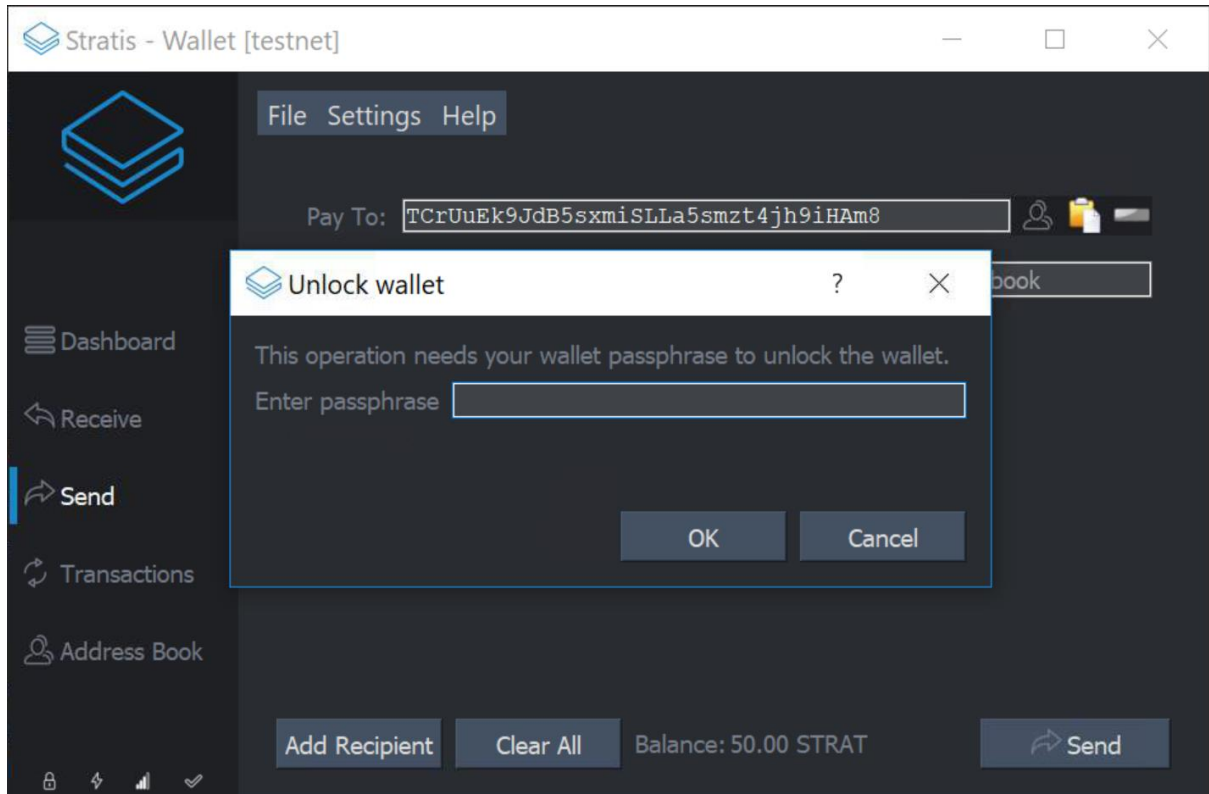 Stratis - Wallet [testnet]
File Settings Help
Pay To: TCrUuEk9JdB5sxmiSLLa5smzt4jh9iHAm8
book
Unlock wallet ?
This operation needs your wallet passphrase to unlock the wallet.
Enter passphrase
OK Cancel
Dashboard
Receive
Send
Transactions
Address Book
Add Recipient Clear All Balance: 50.00 STRAT Send